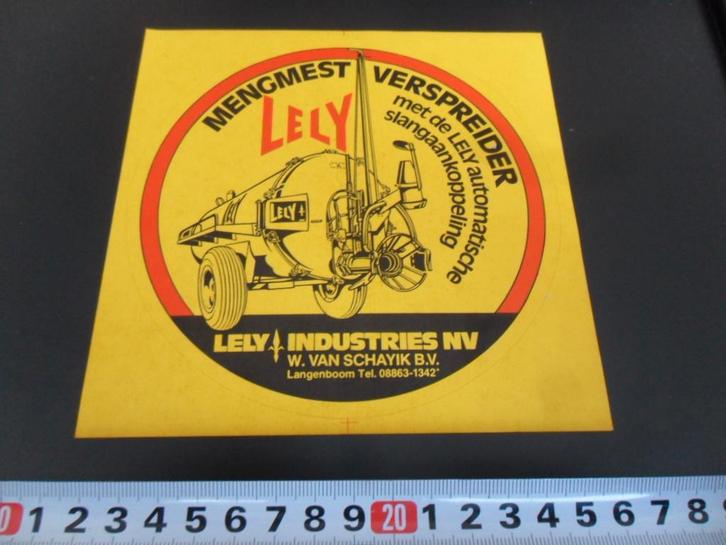 MENGMEST VERSPREIDER
met de LELY automatische
slangaankoppeling
LELY
LELY
LELY INDUSTRIES NV
W. VAN SCHAYIK B.V.
Langenboom Tel. 08863-1342*
0 1 2 3 4 5 6 7 8 9 20 1 2 3 4 5 6 7 8 9